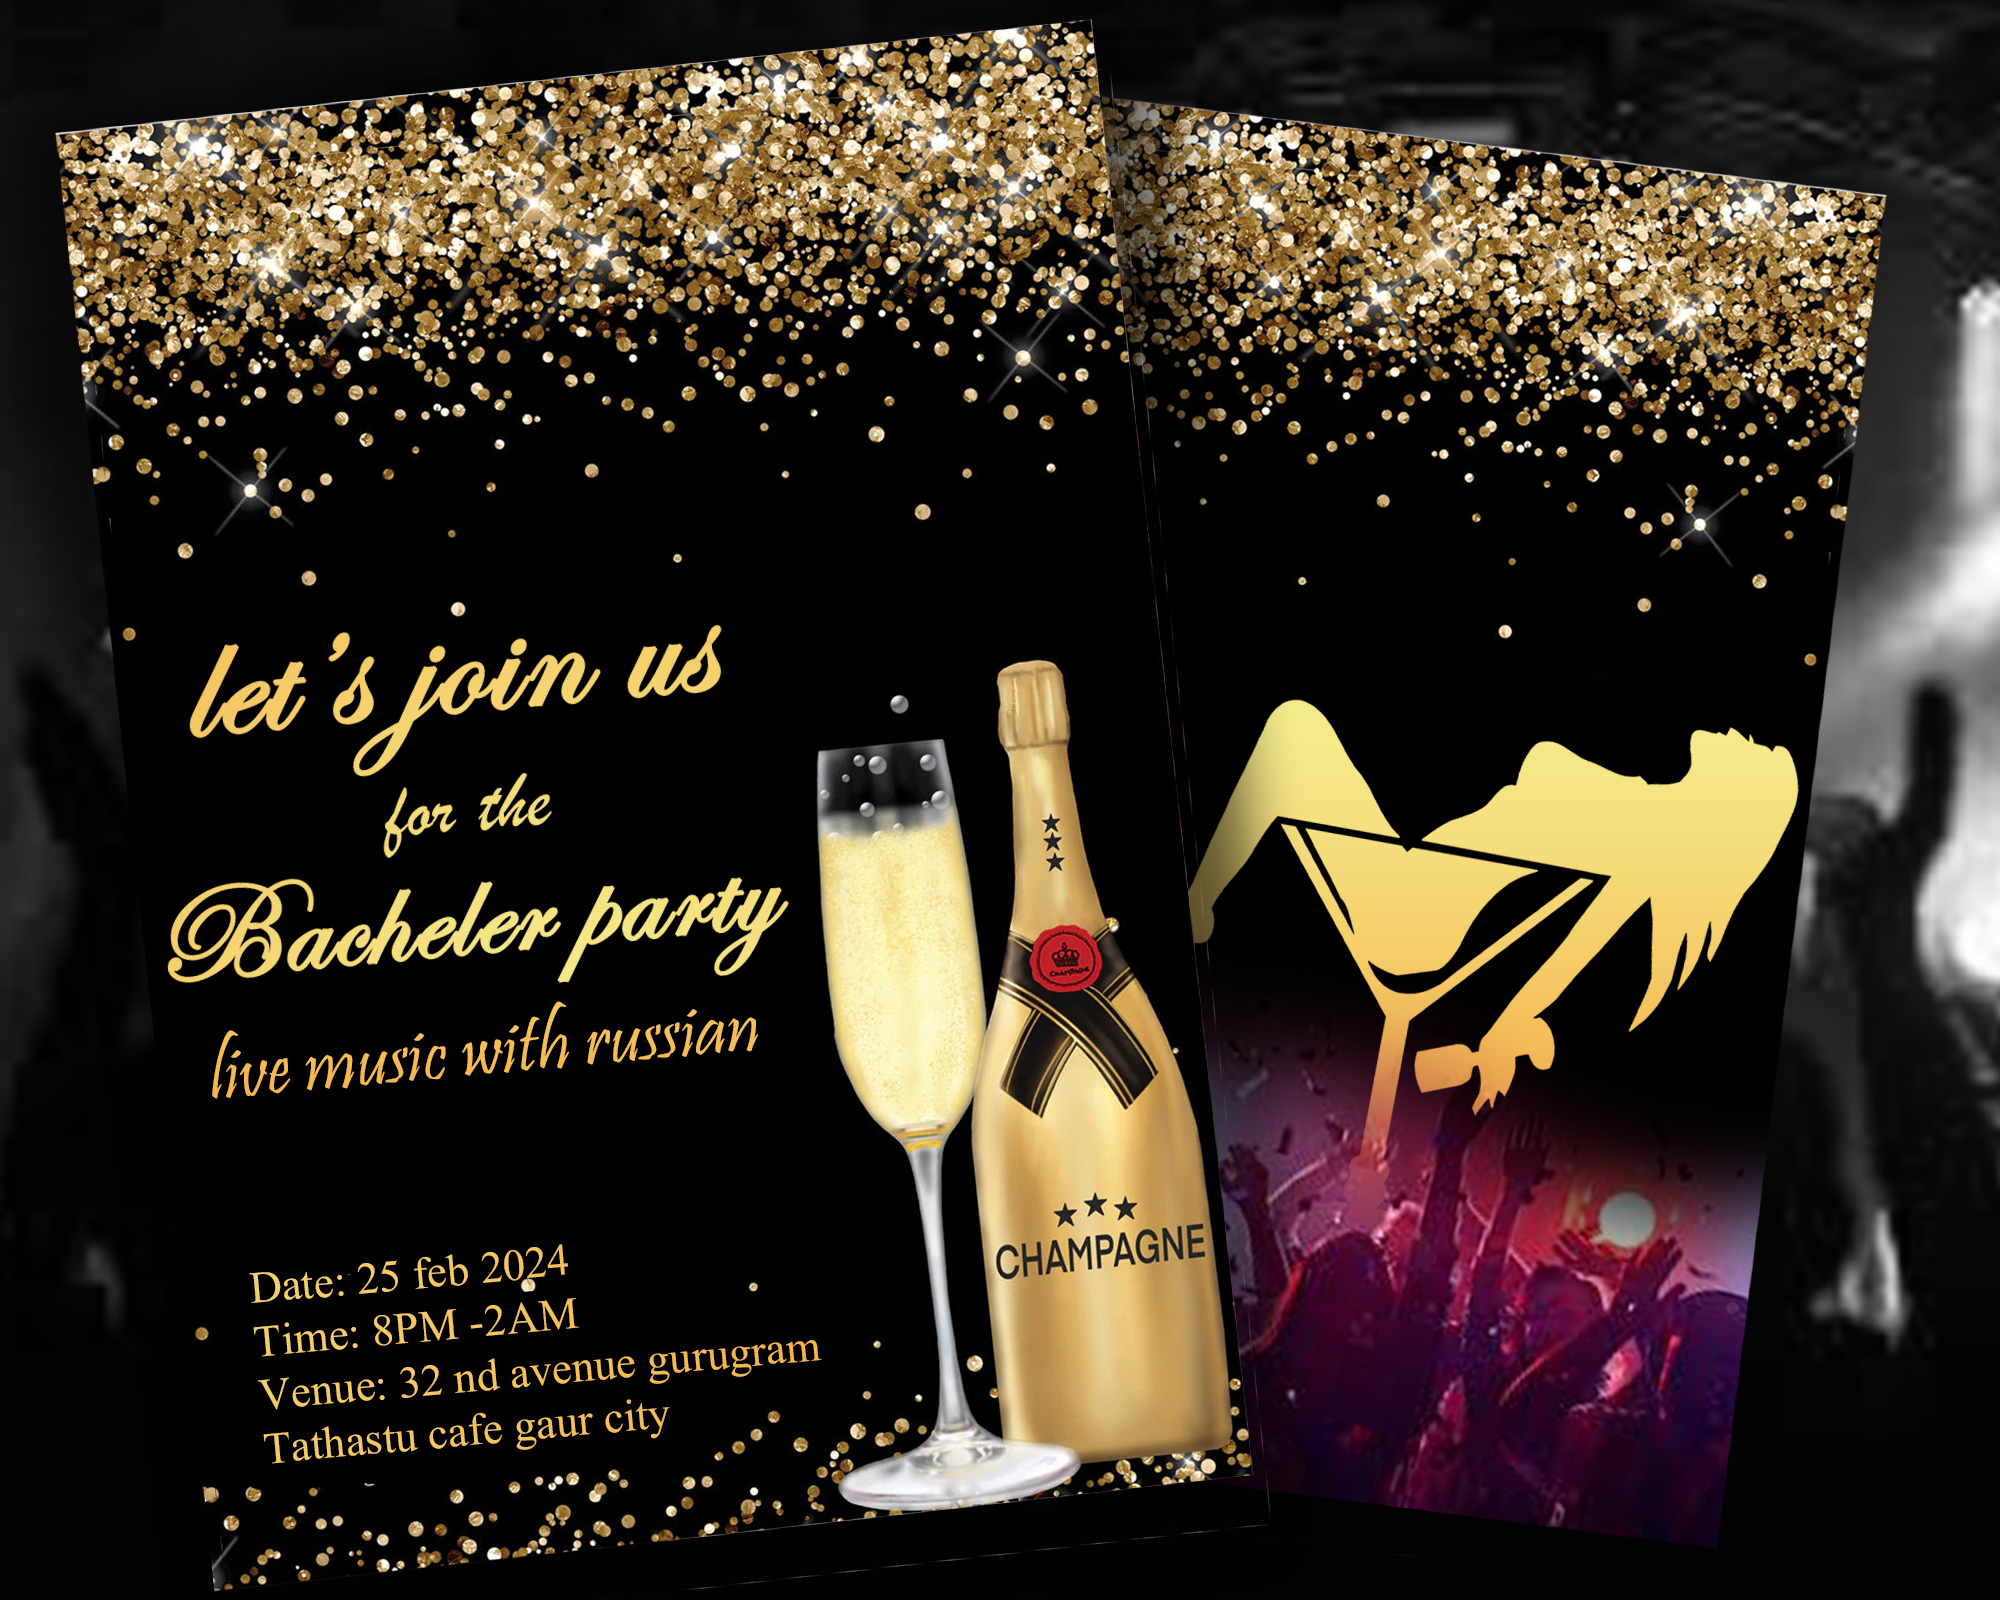 let's join us
for the
Bacheler party
live music with russian
Date: 25 feb 2024
Time: 8PM -2AM
Venue: 32 nd avenue gurugram
Tathastu cafe gaur city
CHAMPAGNE
CHAMPAGNE